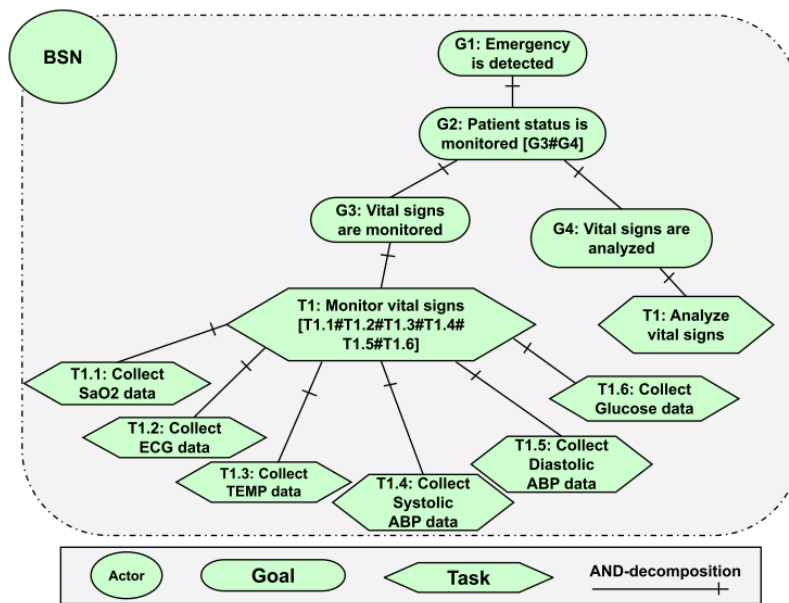 BSN
G1: Emergency
is detected
G2: Patient status is
monitored [G3#G4]
G3: Vital signs
are monitored
G4: Vital signs are
analyzed
T1: Monitor vital signs
[T1.1#T1.2#T1.3#T1.4#
T1.5#T1.6]
T1: Analyze
vital signs
T1.1: Collect
SaO2 data
T1.2: Collect
ECG data
T1.3: Collect
TEMP data
T1.4: Collect
Systolic
ABP data
T1.5: Collect
Diastolic
ABP data
T1.6: Collect
Glucose data
Actor
Goal
Task
AND-decomposition